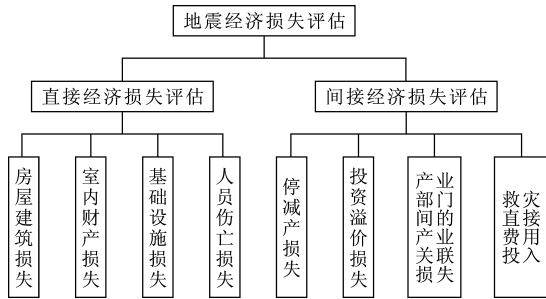 地震经济损失评估
直接经济损失评估
间接经济损失评估
房屋建筑损失
室内财产损失
基础设施损失
人员伤亡损失
停减产损失
投资溢价损失
产业部门间的产业关联损失
救灾直接费用投入